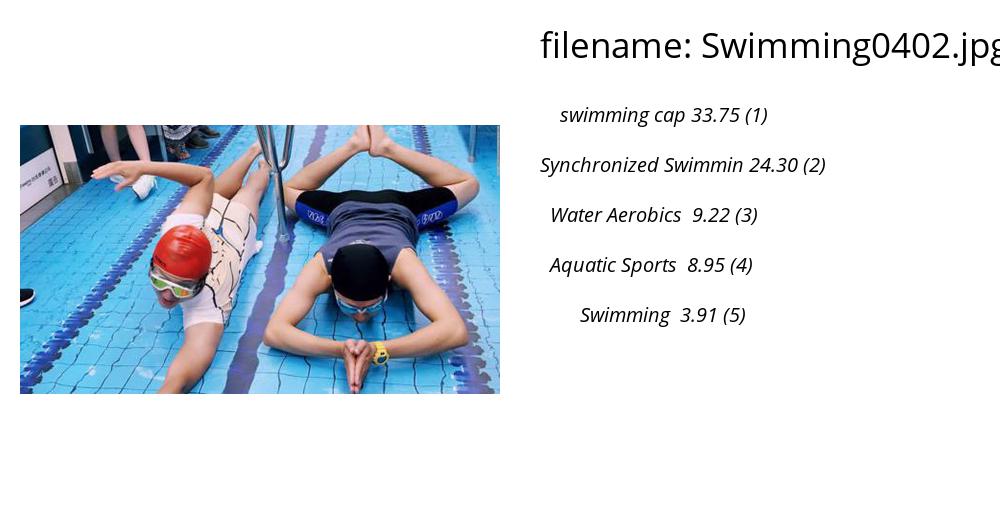 filename: Swimming0402.jpg
swimming cap 33.75 (1)
Synchronized Swimmin 24.30 (2)
Water Aerobics 9.22 (3)
Aquatic Sports 8.95 (4)
Swimming 3.91 (5)